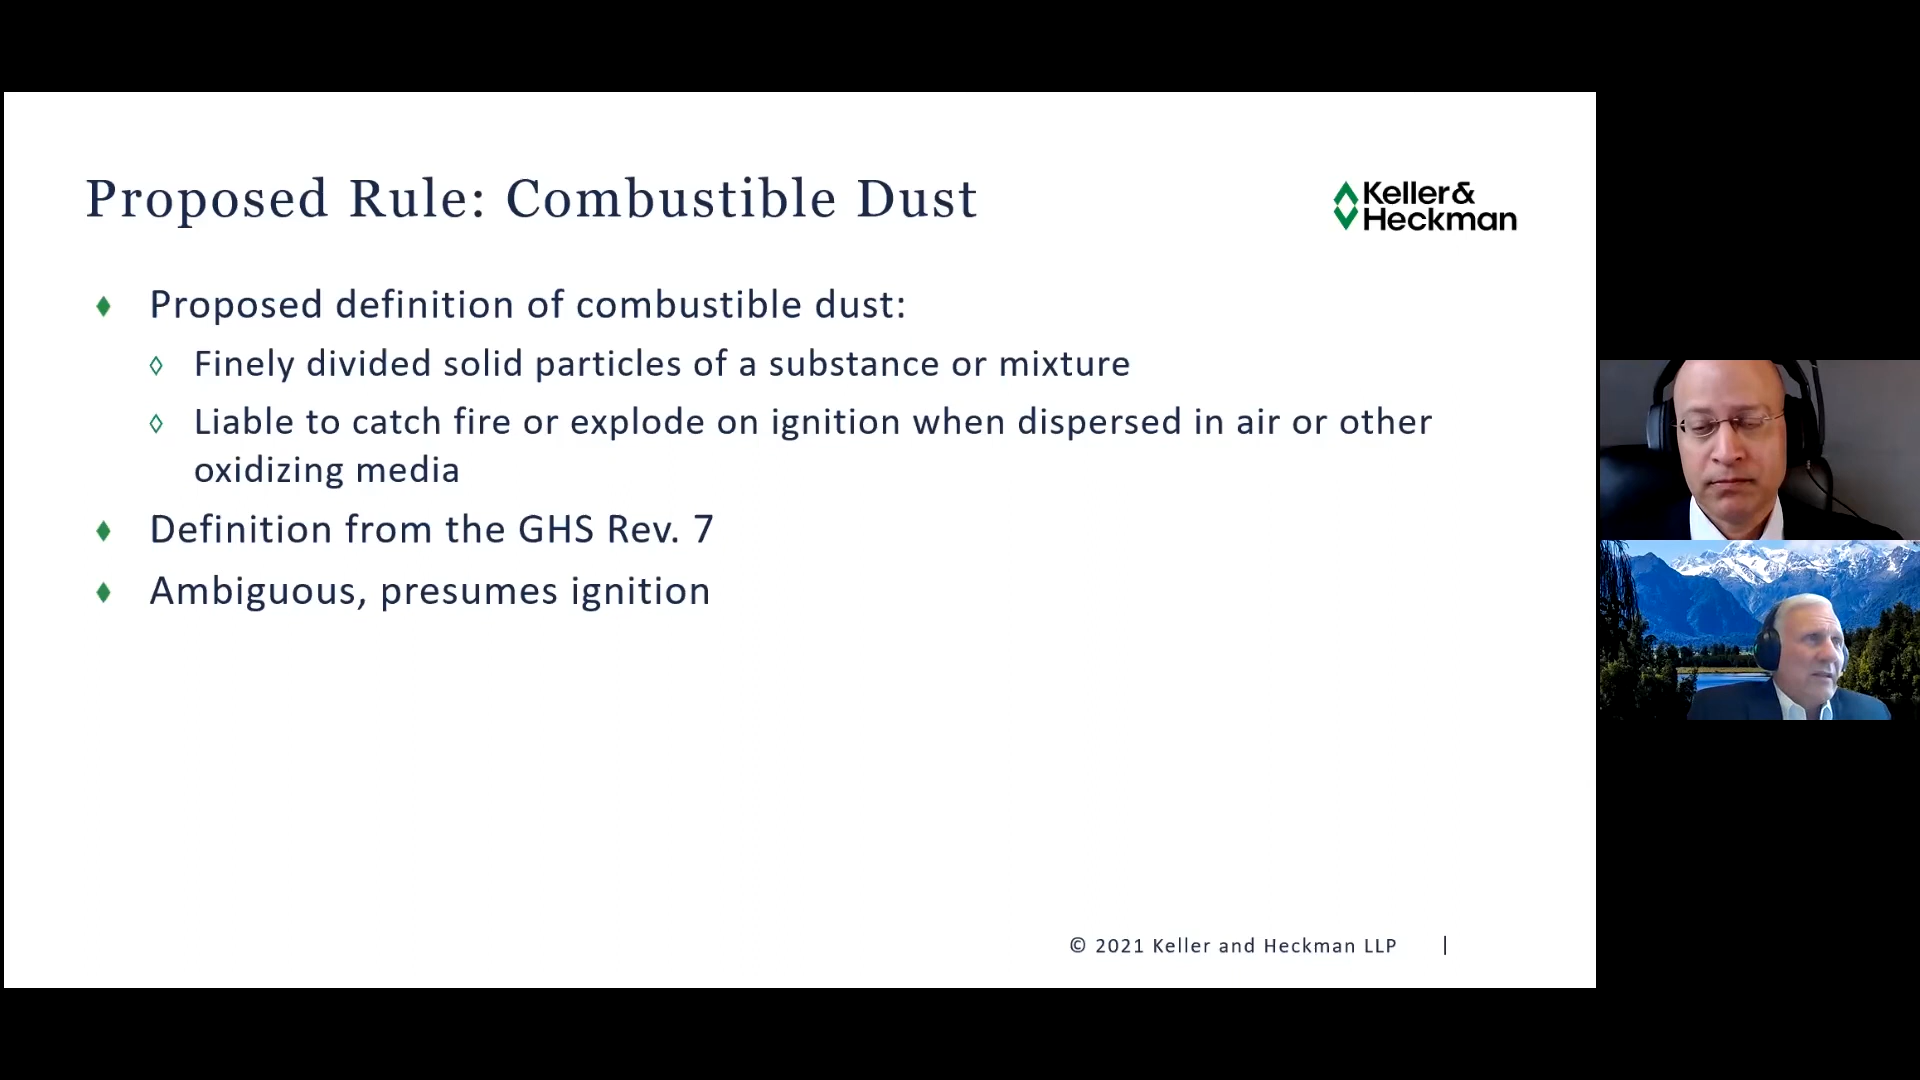 Proposed Rule: Combustible Dust
Keller&
Heckman
Proposed definition of combustible dust:
Finely divided solid particles of a substance or mixture
Liable to catch fire or explode on ignition when dispersed in air or other
oxidizing media
Definition from the GHS Rev. 7
Ambiguous, presumes ignition
© 2021 Keller and Heckman LLP |